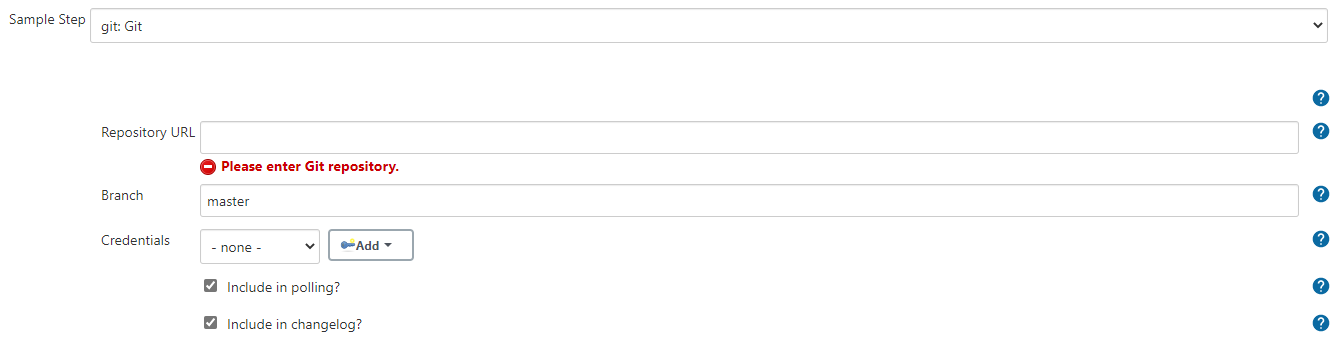 Sample Step git: Git
?
Repository URL ?
Please enter Git repository.
Branch master ?
Credentials - none - Add ?
Include in polling? ?
Include in changelog? ?